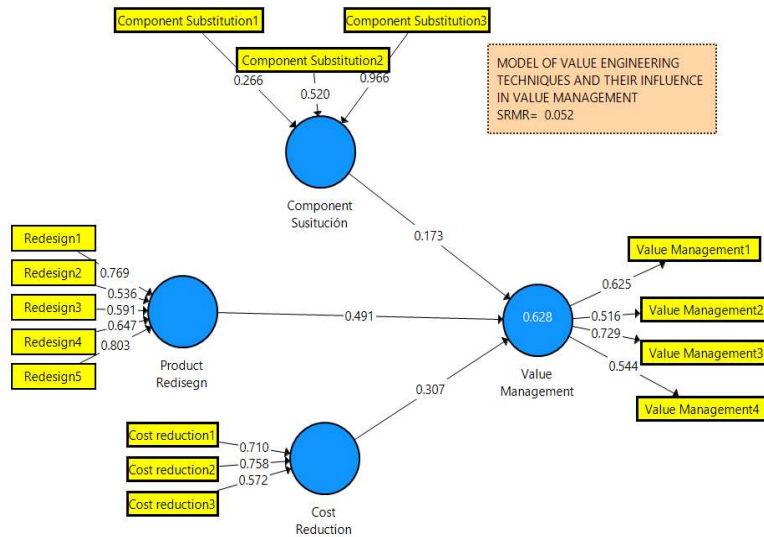 Component Substitution1
Component Substitution3
Component Substitution2
0.266
0.520
0.966
MODEL OF VALUE ENGINEERING
TECHNIQUES AND THEIR INFLUENCE
IN VALUE MANAGEMENT
SRMR= 0.052
Component
Susitución
0.173
Redesign1
Redesign2
Redesign3
Redesign4
Redesign5
0.769
0.536
0.591
0.647
0.803
Product
Redisegn
0.491
0.628
Value
Management
0.625
0.516
0.729
0.544
Value Management1
Value Management2
Value Management3
Value Management4
0.307
Cost reduction1
Cost reduction2
Cost reduction3
0.710
0.758
0.572
Cost
Reduction